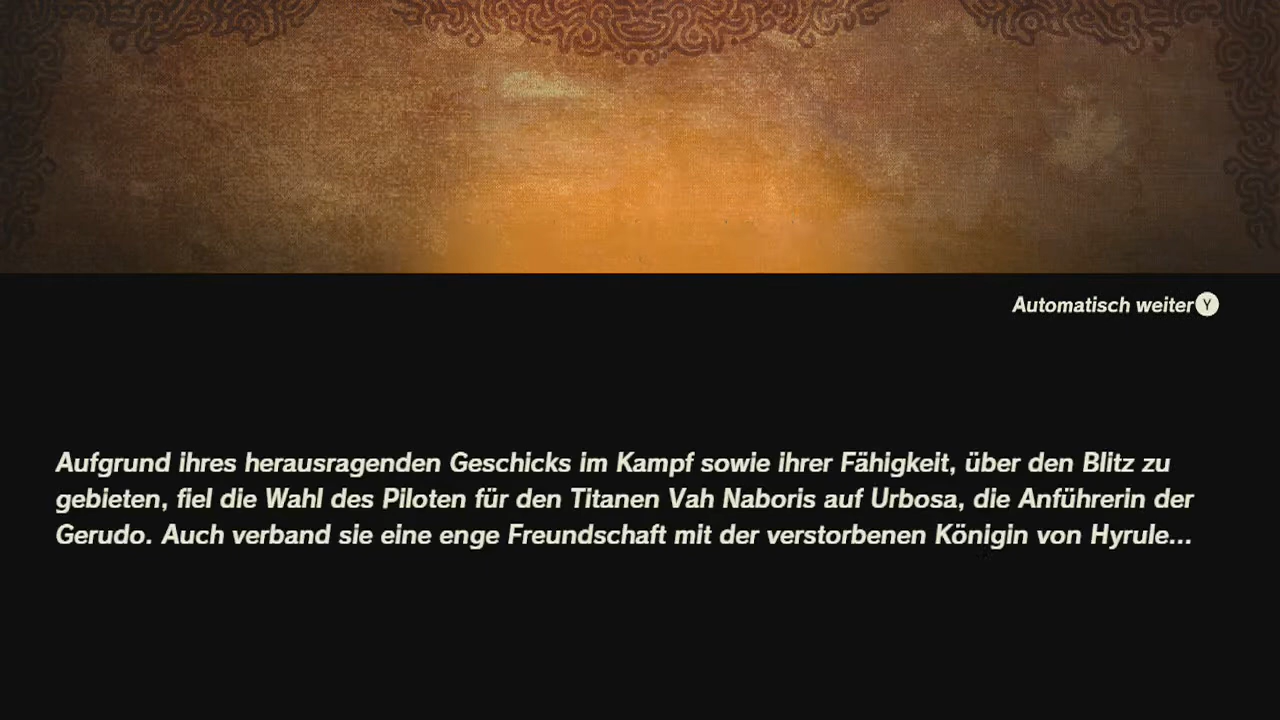 Automatisch weiter Y
Aufgrund ihres herausragenden Geschicks im Kampf sowie ihrer Fähigkeit, über den Blitz zu
gebieten, fiel die Wahl des Piloten für den Titanen Vah Naboris auf Urbosa, die Anführerin der
Gerudo. Auch verband sie eine enge Freundschaft mit der verstorbenen Königin von Hyrule...